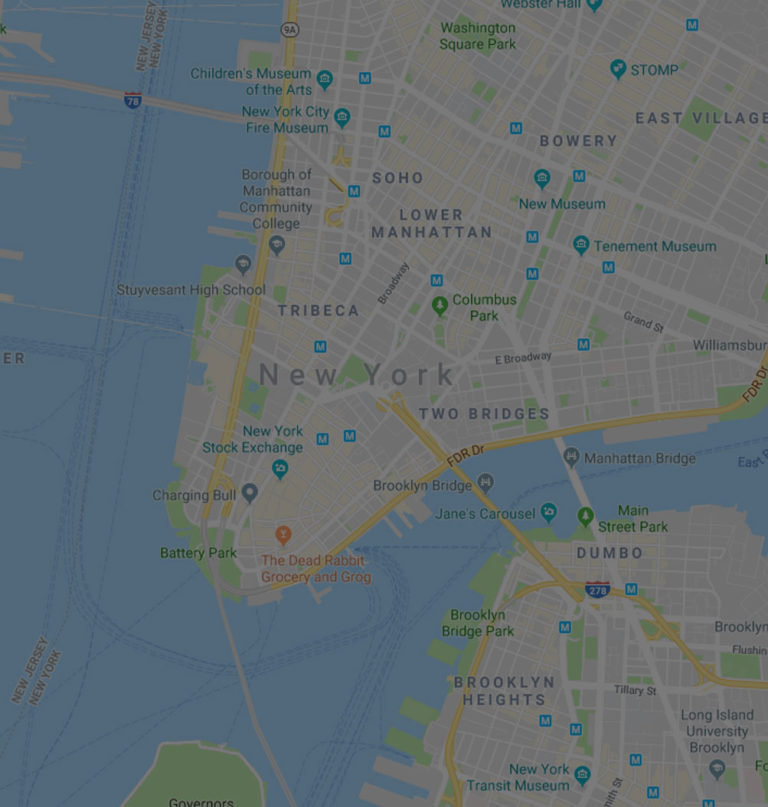 Webster Hall
9A
Washington
Square Park
NEW JERSEY
NEW YORK
STOMP
Children's Museum
of the Arts
78
New York City
Fire Museum
EAST VILLAGE
BOWERY
Borough of
Manhattan
Community
College
SOHO
New Museum
LOWER
MANHATTAN
Tenement Museum
Stuyvesant High School
Broadway
Columbus
Park
TRIBECA
Grand St
Williamsbur
ER
E Broadway
New York
FDR Dr
TWO BRIDGES
New York
Stock Exchange
FDR Dr
Manhattan Bridge
East
Brooklyn Bridge
Charging Bull
Jane's Carousel
Main
Street Park
Battery Park
DUMBO
The Dead Rabbit
Grocery and Grog
278
Brooklyn
Bridge Park
Brooklyn
Flushin
NEW JERSEY
NEW YORK
BROOKLYN
HEIGHTS
Tillary St
Long Island
University
Brooklyn
New York
Transit Museum
mith St
Governors